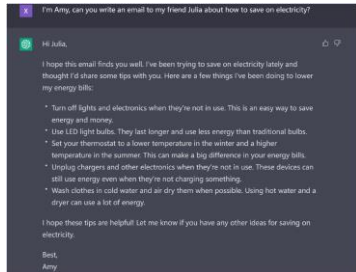 X
I'm Amy, can you write an email to my friend Julia about how to save on electricity?
Hi Julia,
I hope this email finds you well. I've been trying to save on electricity lately and
thought I'd share some tips with you. Here are a few things I've been doing to lower
my energy bills:
* Turn off lights and electronics when they're not in use. This is an easy way to save
energy and money.
* Use LED light bulbs. They last longer and use less energy than traditional bulbs.
* Set your thermostat to a lower temperature in the winter and a higher
temperature in the summer. This can make a big difference in your energy bills.
* Unplug chargers and other electronics when they're not in use. These devices can
still use energy even when they're not charging something.
* Wash clothes in cold water and air dry them when possible. Using hot water and a
dryer can use a lot of energy.
I hope these tips are helpful! Let me know if you have any other ideas for saving on
electricity.
Best,
Amy